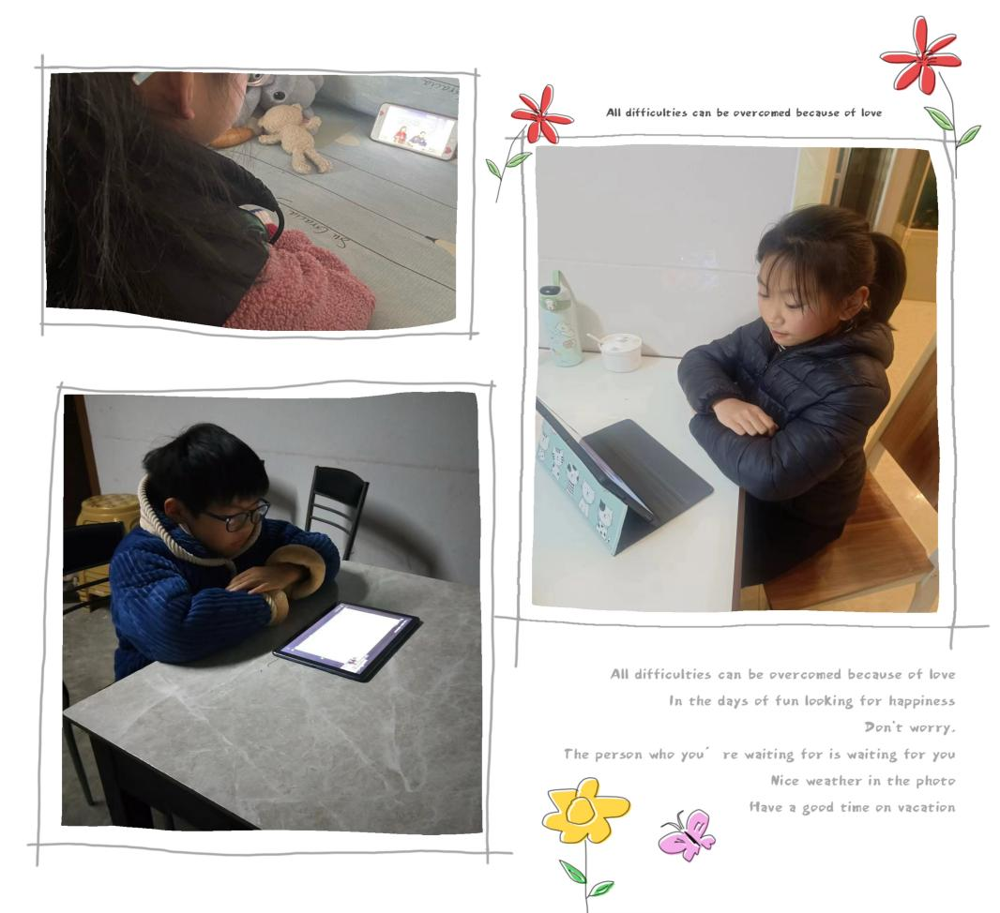 All difficulties can be overcomed because of love
Su Gracia
All difficulties can be overcomed because of love
In the days of fun looking for happiness
Don't worry.
The person who you´ re waiting for is waiting for you
Nice weather in the photo
Have a good time on vacation